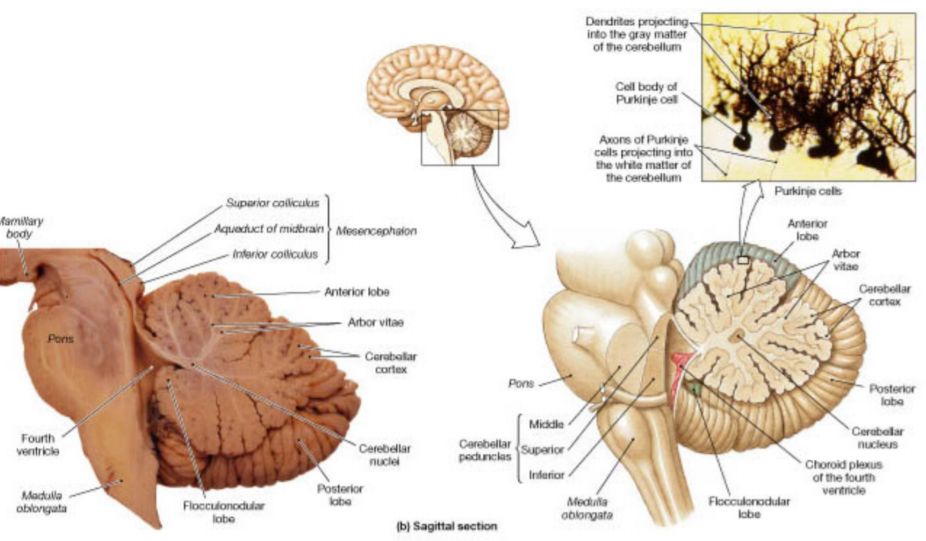 Dendrites projecting
into the gray matter
of the cerebellum
Cell body of
Purkinje cell
Axons of Purkinje
cells projecting into
the white matter of
the cerebellum
Purkinje cells
Mamillary
body
Superior colliculus
Aqueduct of midbrain
Inferior colliculus
Mesencephalon
Anterior lobe
Arbor vitae
Cerebellar
cortex
Pons
Fourth
ventricle
Medulla
oblongata
Flocculonodular
lobe
Posterior
lobe
Cerebellar
nuclei
Anterior
lobe
Arbor
vitae
Cerebellar
cortex
Pons
Cerebellar
peduncles
Middle
Superior
Inferior
Medulla
oblongata
Flocculonodular
lobe
Choroid plexus
of the fourth
ventricle
Cerebellar
nucleus
Posterior
lobe
(b) Sagittal section